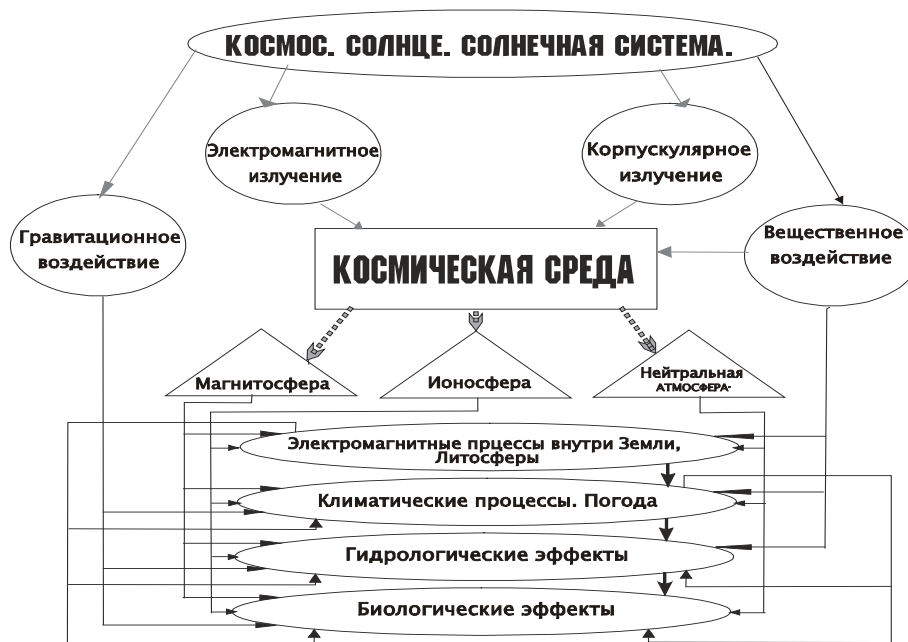 КОСМОС. СОЛНЦЕ. СОЛНЕЧНАЯ СИСТЕМА.
Электромагнитное
излучение
Корпускулярное
излучение
Гравитационное
воздействие
Вещественное
воздействие
КОСМИЧЕСКАЯ СРЕДА
Магнитосфера
Ионосфера
Нейтральная
АТМОСФЕРА-
Электромагнитные прцессы внутри Земли,
Литосферы
Климатические процессы. Погода
Гидрологические эффекты
Биологические эффекты